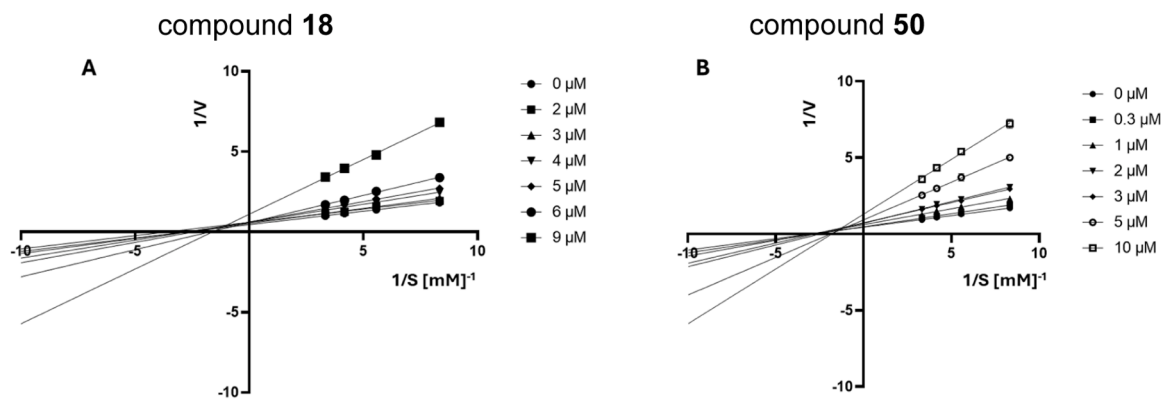 compound 18
compound 50
A
10
1/V
5
-10
-5
5
10
1/S [mM]-1
-5
-10
0 µM
2 µM
3 µM
4 µM
5 µM
6 µM
9 µM
B
10
1/V
5
-10
-5
5
10
1/S [mM]-1
-5
-10
0 µM
0.3 µM
1 µM
2 µM
3 µM
5 µM
10 µM